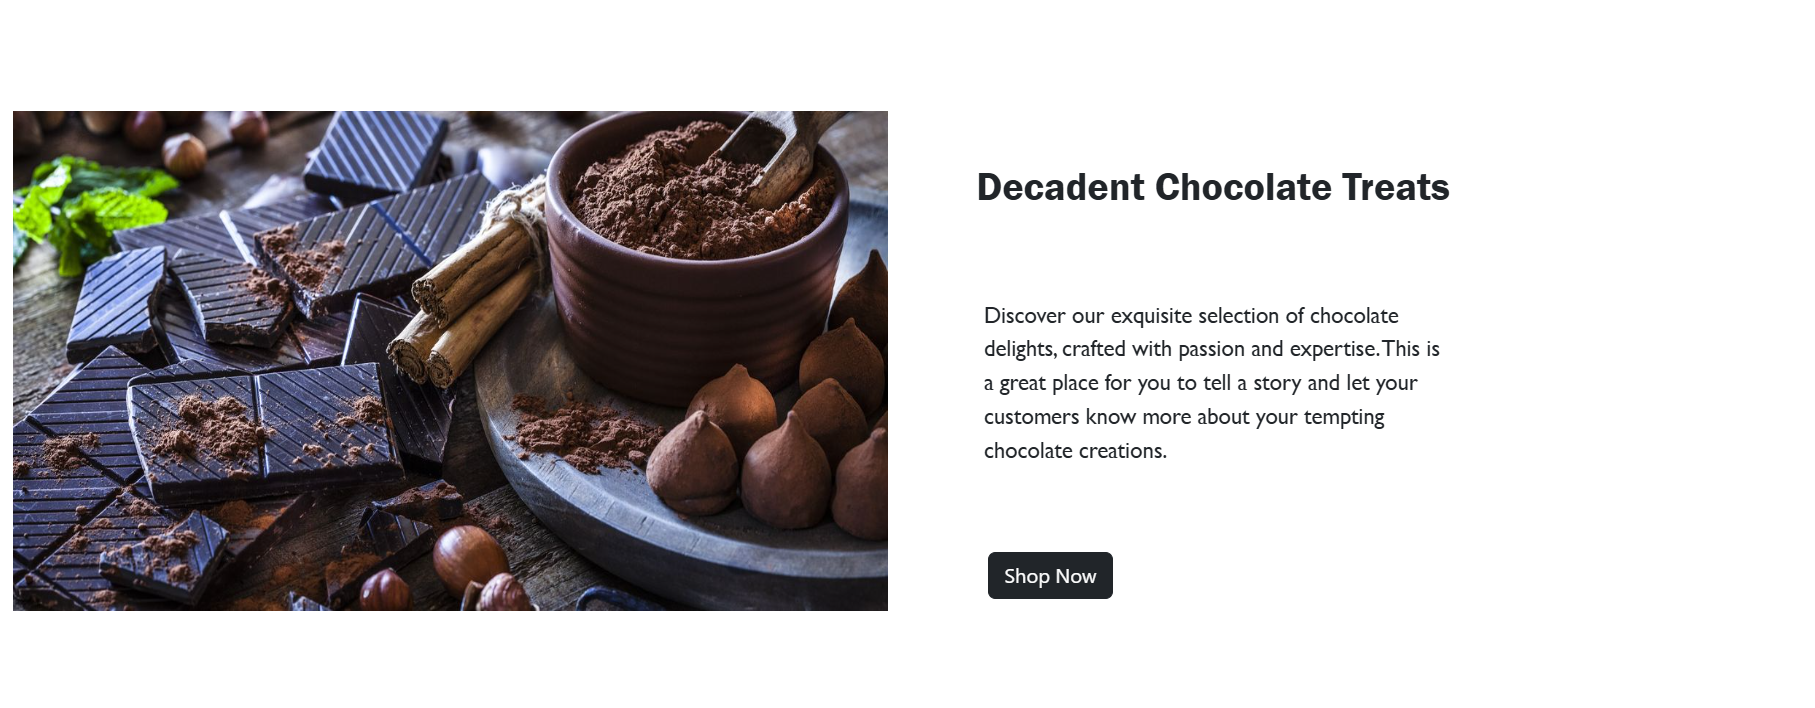 Decadent Chocolate Treats
Discover our exquisite selection of chocolate
delights, crafted with passion and expertise.This is
a great place for you to tell a story and let your
customers know more about your tempting
chocolate creations.
Shop Now